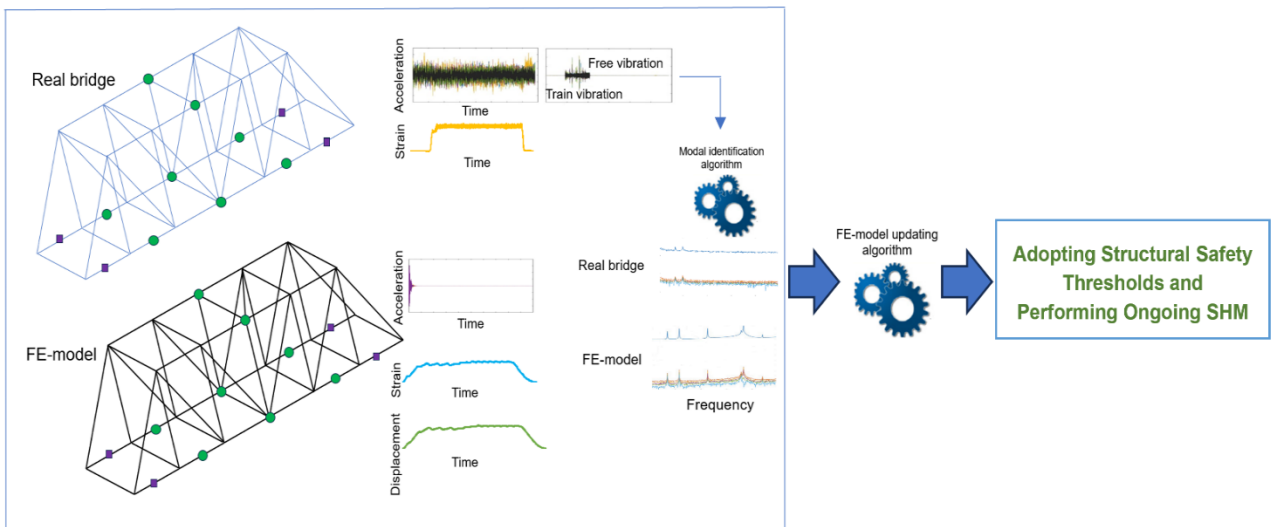 Real bridge
Acceleration
Time
Free vibration
Train vibration
Strain
Time
Modal identification
algorithm
FE-model
Acceleration
Time
Strain
Time
Displacement
Time
Real bridge
FE-model
Frequency
FE-model updating
algorithm
Adopting Structural Safety
Thresholds and
Performing Ongoing SHM